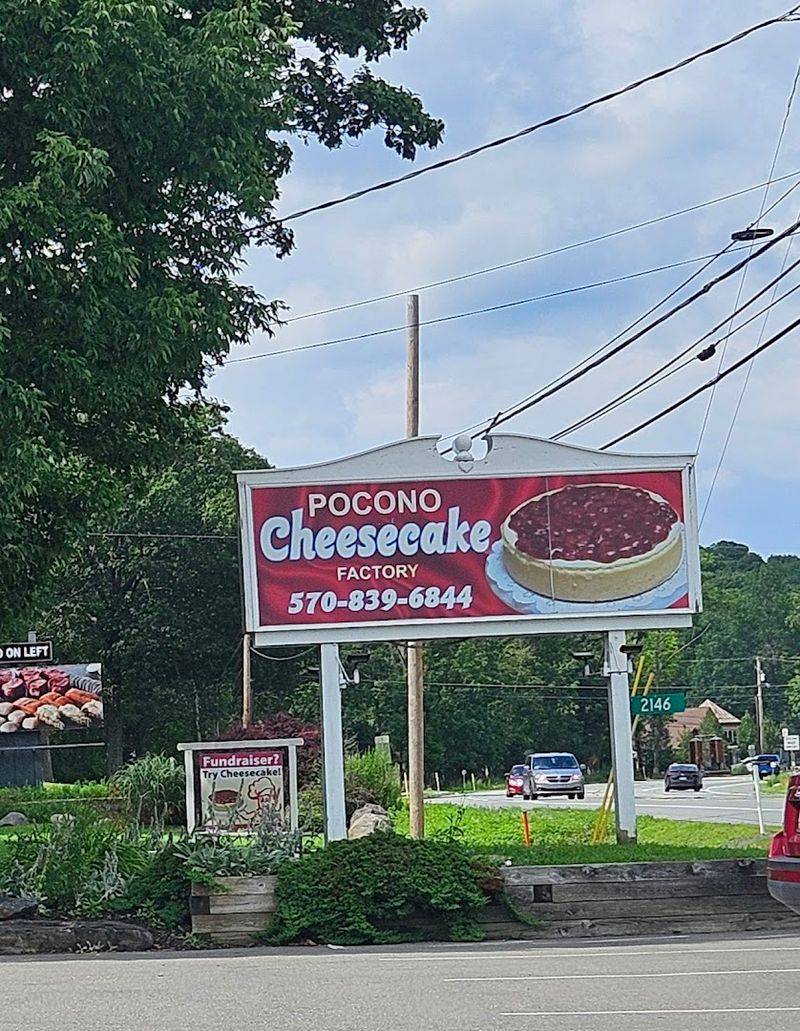 POCONO
Cheesecake
FACTORY
570-839-6844
2146
ON LEFT
Fundraiser?
Try Cheesecake!